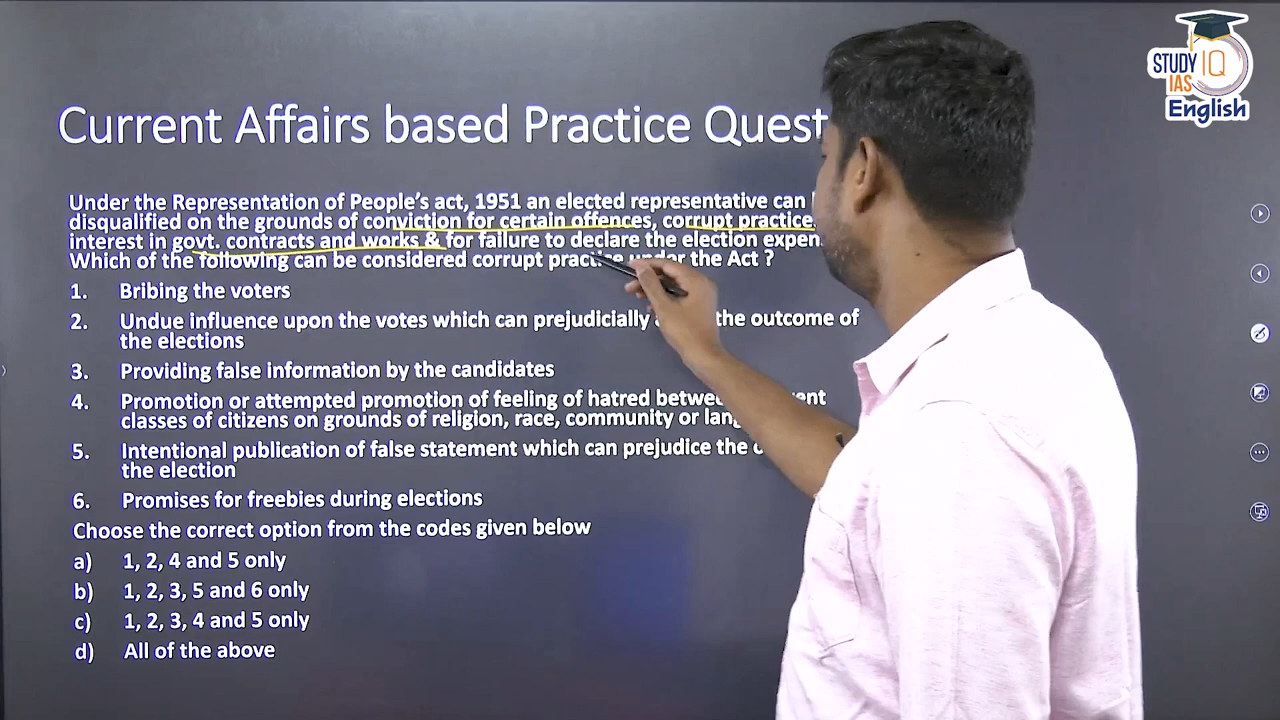 STUDY IQ
IAS
English
Current Affairs based Practice
Under the Representation of People's act, 1951 an elected representative can
disqualified on the grounds of conviction for certain offences, corrupt practice
interest in govt. contracts and works & for failure to declare the election
Which of the following can be considered corrupt practice under the Act ?
1. Bribing the voters
2. Undue influence upon the votes which can prejudicially the outcome of
the elections
3. Providing false information by the candidates
4. Promotion or attempted promotion of feeling of hatred
classes of citizens on grounds of religion, race, community or
5. Intentional publication of false statement which can prejudice the
the election
6. Promises for freebies during elections
Choose the correct option from the codes given below
a) 1, 2, 4 and 5 only
b) 1, 2, 3, 5 and 6 only
c) 1, 2, 3, 4 and 5 only
d) All of the above